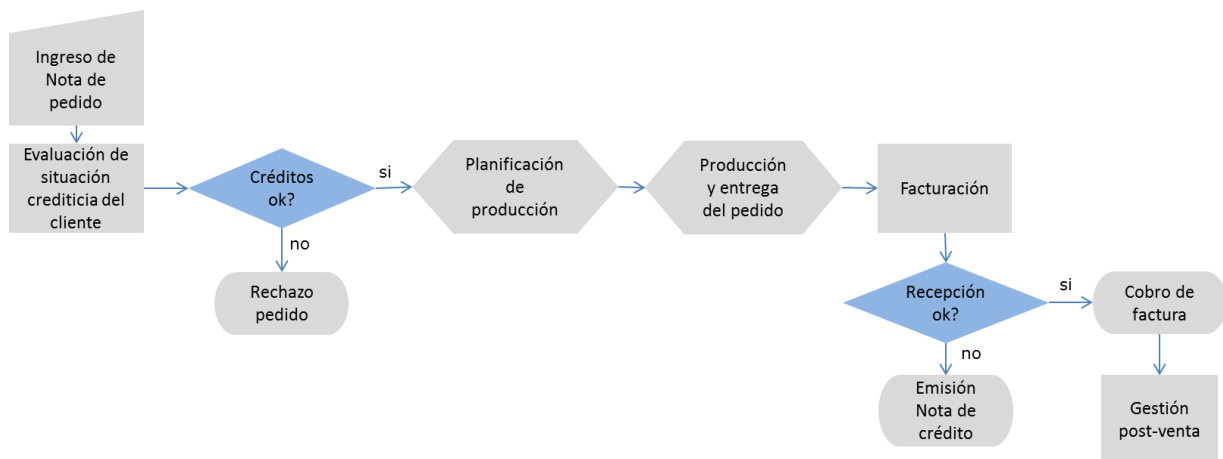 Ingreso de
Nota de
pedido
Evaluación de
situación
crediticia del
cliente
Créditos
ok?
si
no
Rechazo
pedido
Planificación
de
producción
Producción
y entrega
del pedido
Facturación
Recepción
ok?
si
no
Emisión
Nota de
crédito
Cobro de
factura
Gestión
post-venta